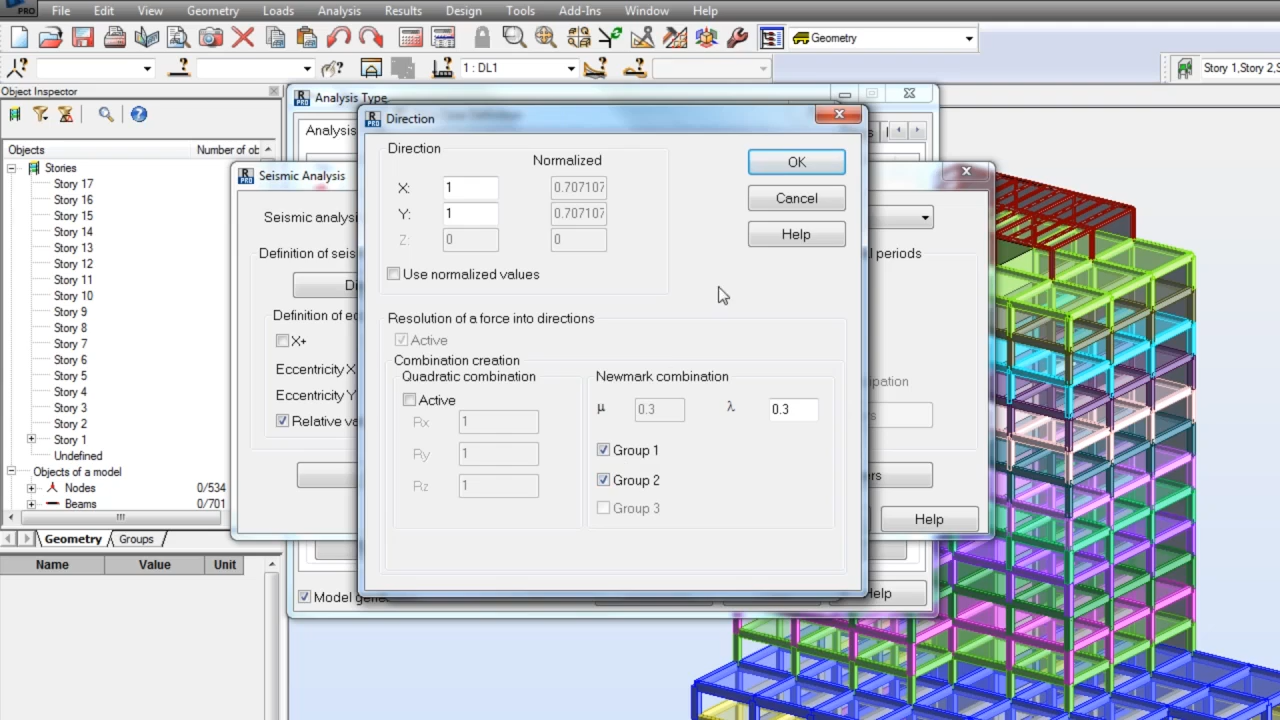 PRO File Edit View Geometry Loads Analysis Results Design Tools Add-Ins Window Help
Geometry
1 : DL1
Story 1,Story 2,S
Object Inspector
Objects Number of ob
Stories
Story 17
Story 16
Story 15
Story 14
Story 13
Story 12
Story 11
Story 10
Story 9
Story 8
Story 7
Story 6
Story 5
Story 4
Story 3
Story 2
Story 1
Undefined
Objects of a model
Nodes 0/534
Beams 0/701
Geometry Groups
Name Value Unit
Analysis Type
Analysis
Model gene
Help
Seismic Analysis
Seismic analysi
Definition of seis
Di
Definition of ec
X+
Eccentricity X
Eccentricity Y
Relative va
l periods
ipation
rs
Help
Direction
Direction
Normalized
X: 1 0.707107
Y: 1 0.707107
Z: 0 0
Use normalized values
OK
Cancel
Help
Resolution of a force into directions
Active
Combination creation
Quadratic combination
Active
Rx 1
Ry 1
Rz 1
Newmark combination
μ 0.3 λ 0.3
Group 1
Group 2
Group 3